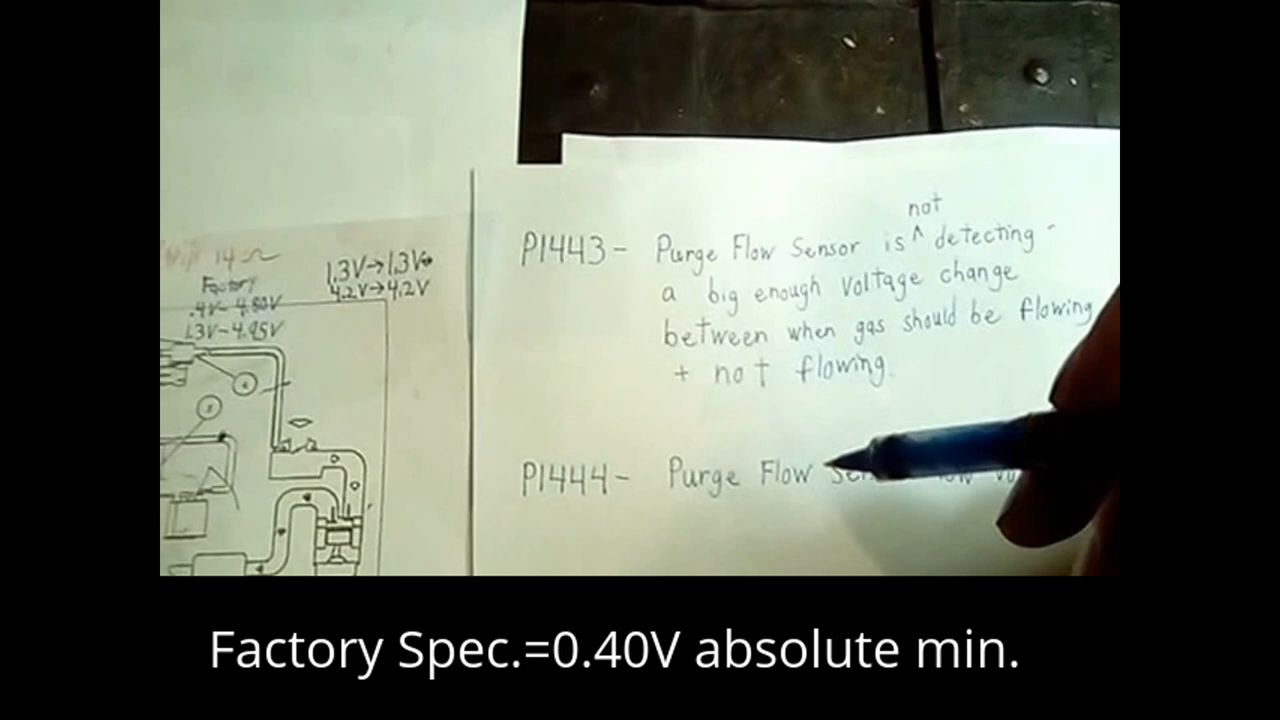 14Ω
Factory
.4V-4.80V
1.3V-4.95V
1.3V→1.3V
4.2V→4.2V
not
P1443- Purge Flow Sensor is ^ detecting -
a big enough voltage change
between when gas should be flowing
+ not flowing.
P1444- Purge Flow
Factory Spec.=0.40V absolute min.